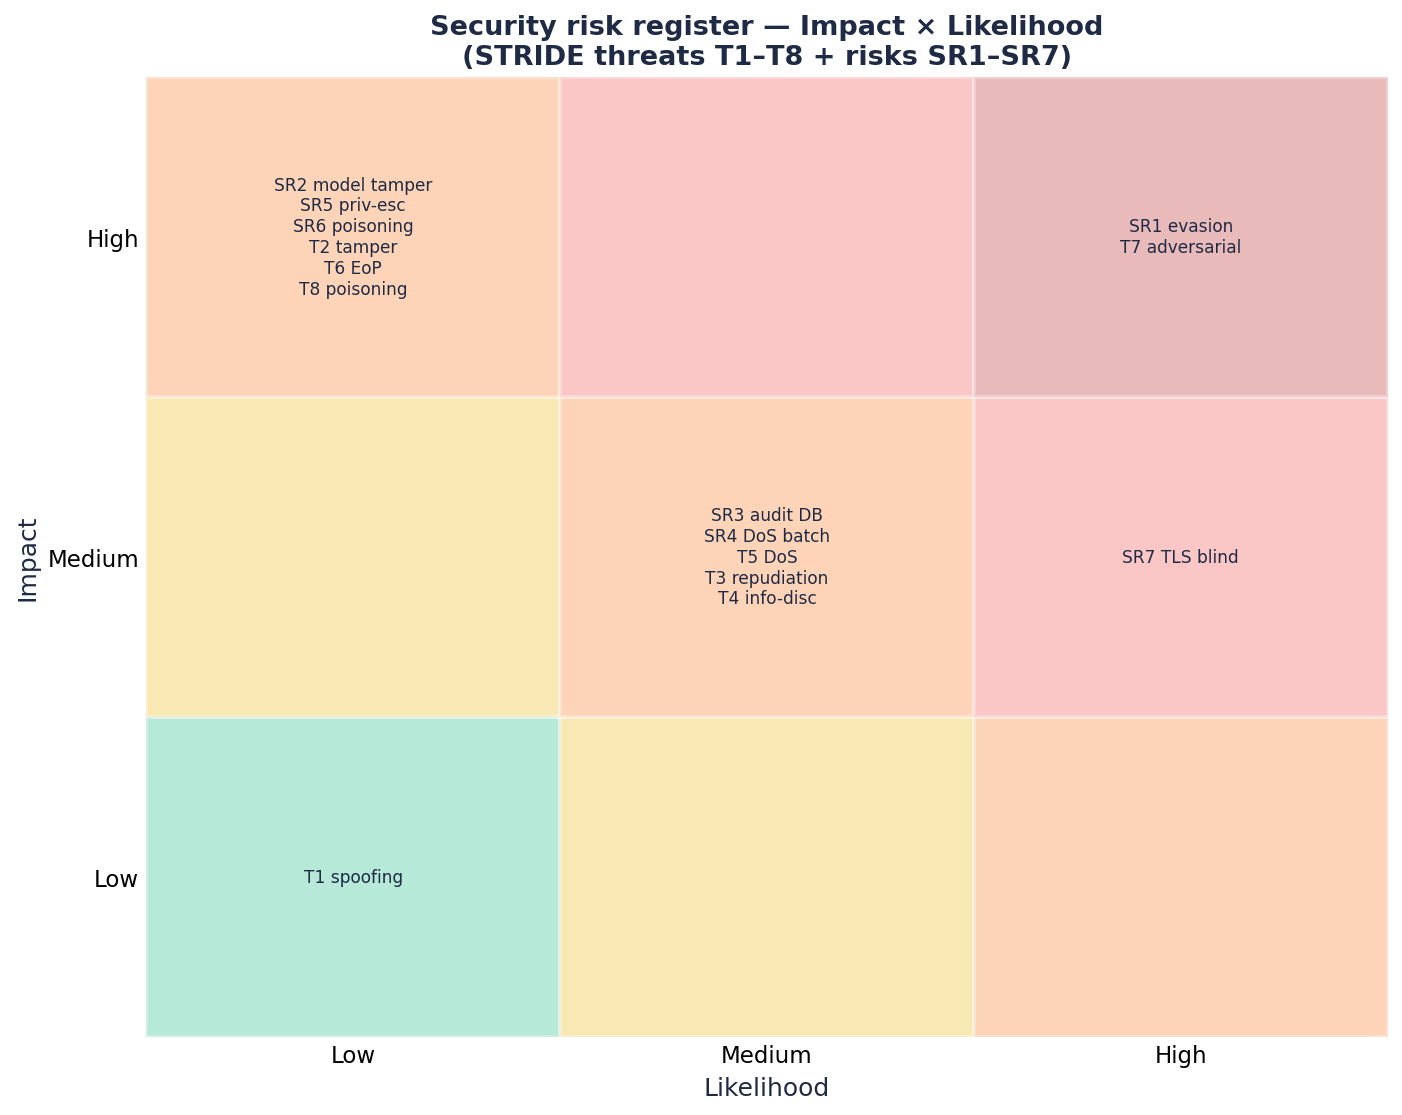 Security risk register — Impact × Likelihood
(STRIDE threats T1–T8 + risks SR1–SR7)
Impact
High
SR2 model tamper
SR5 priv-esc
SR6 poisoning
T2 tamper
T6 EoP
T8 poisoning
SR1 evasion
T7 adversarial
Medium
SR3 audit DB
SR4 DoS batch
T5 DoS
T3 repudiation
T4 info-disc
SR7 TLS blind
Low
T1 spoofing
Low
Medium
High
Likelihood